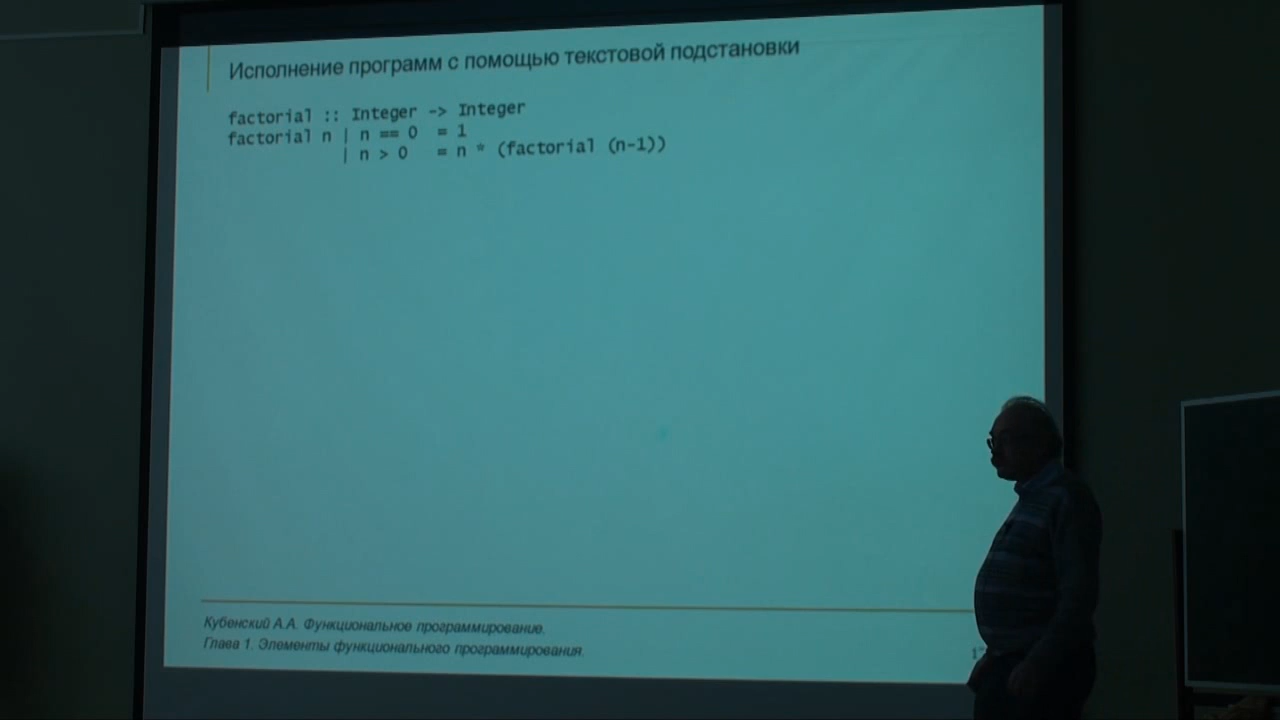 Исполнение программ с помощью текстовой подстановки
factorial :: Integer -> Integer
factorial n | n == 0 = 1
| n > 0 = n * (factorial (n-1))
Кубенский А.А. Функциональное программирование.
Глава 1. Элементы функционального программирования.